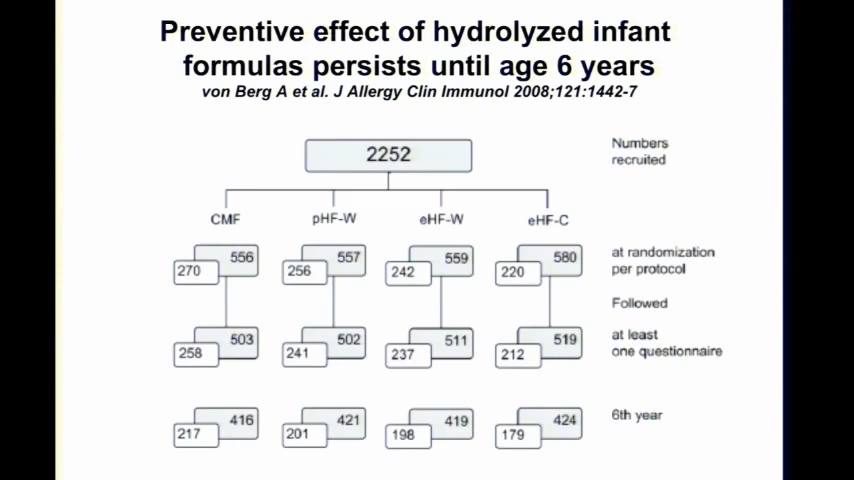 Preventive effect of hydrolyzed infant
formulas persists until age 6 years
von Berg A et al. J Allergy Clin Immunol 2008;121:1442-7
2252
Numbers
recruited
CMF pHF-W eHF-W eHF-C
556 557 559 580
270 256 242 220
at randomization
per protocol
Followed
503 502 511 519
258 241 237 212
at least
one questionnaire
416 421 419 424
217 201 198 179
6th year